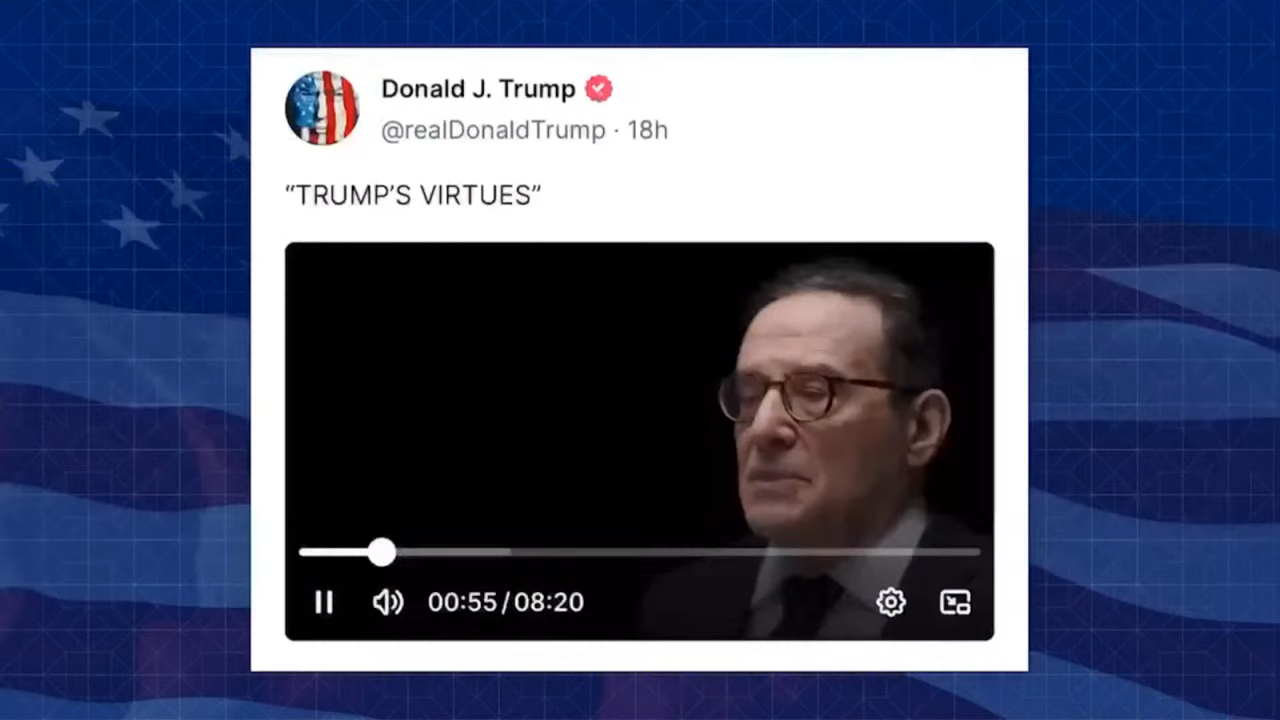 Donald J. Trump
@realDonaldTrump · 18h
“TRUMP’S VIRTUES”
00:55/08:20